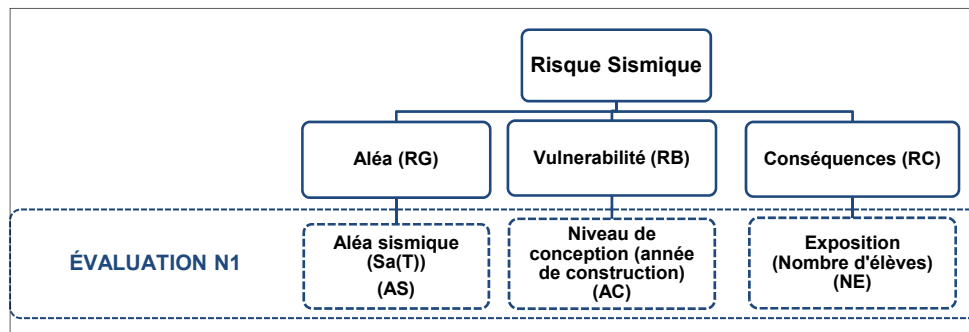 Risque Sismique
Aléa (RG)
Vulnerabilité (RB)
Conséquences (RC)
ÉVALUATION N1
Aléa sismique
(Sa(T))
(AS)
Niveau de
conception (année
de construction)
(AC)
Exposition
(Nombre d'élèves)
(NE)